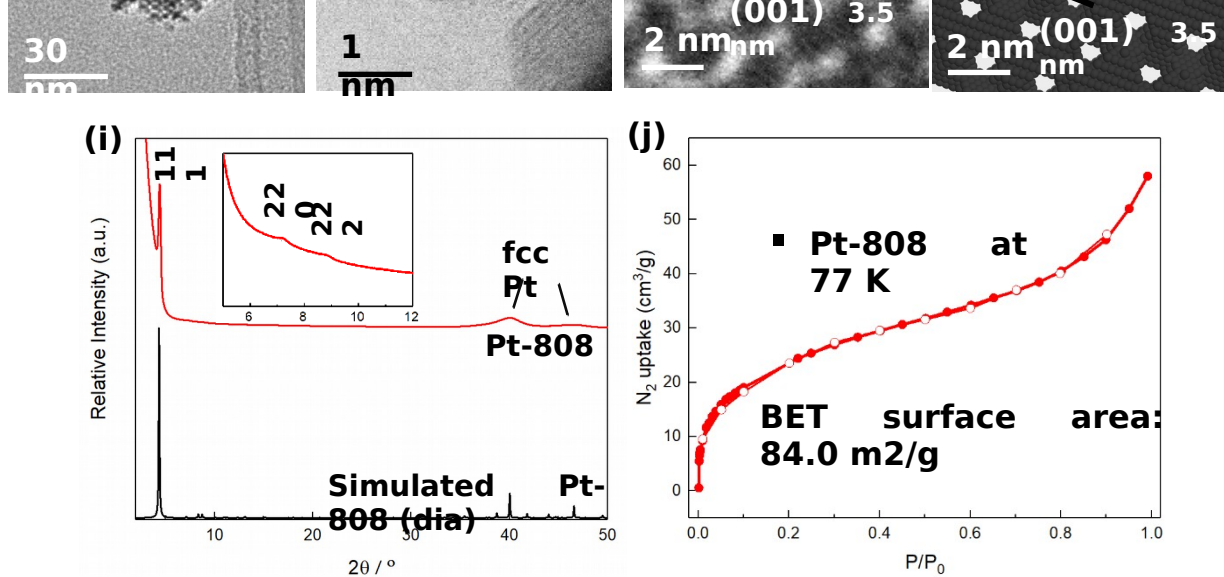 30
nm
1
nm
(001) 3.5
2 nm nm
(001) 3.5
2 nm nm
(i)
11
1
22
0
22
2
6 8 10 12
fcc
Pt
Pt-808
Simulated Pt-
808 (dia)
Relative Intensity (a.u.)
10 20 30 40 50
2θ / °
(j)
60
50
40
30
20
10
0
N2 uptake (cm3/g)
Pt-808 at
77 K
BET surface area:
84.0 m2/g
0.0 0.2 0.4 0.6 0.8 1.0
P/P0